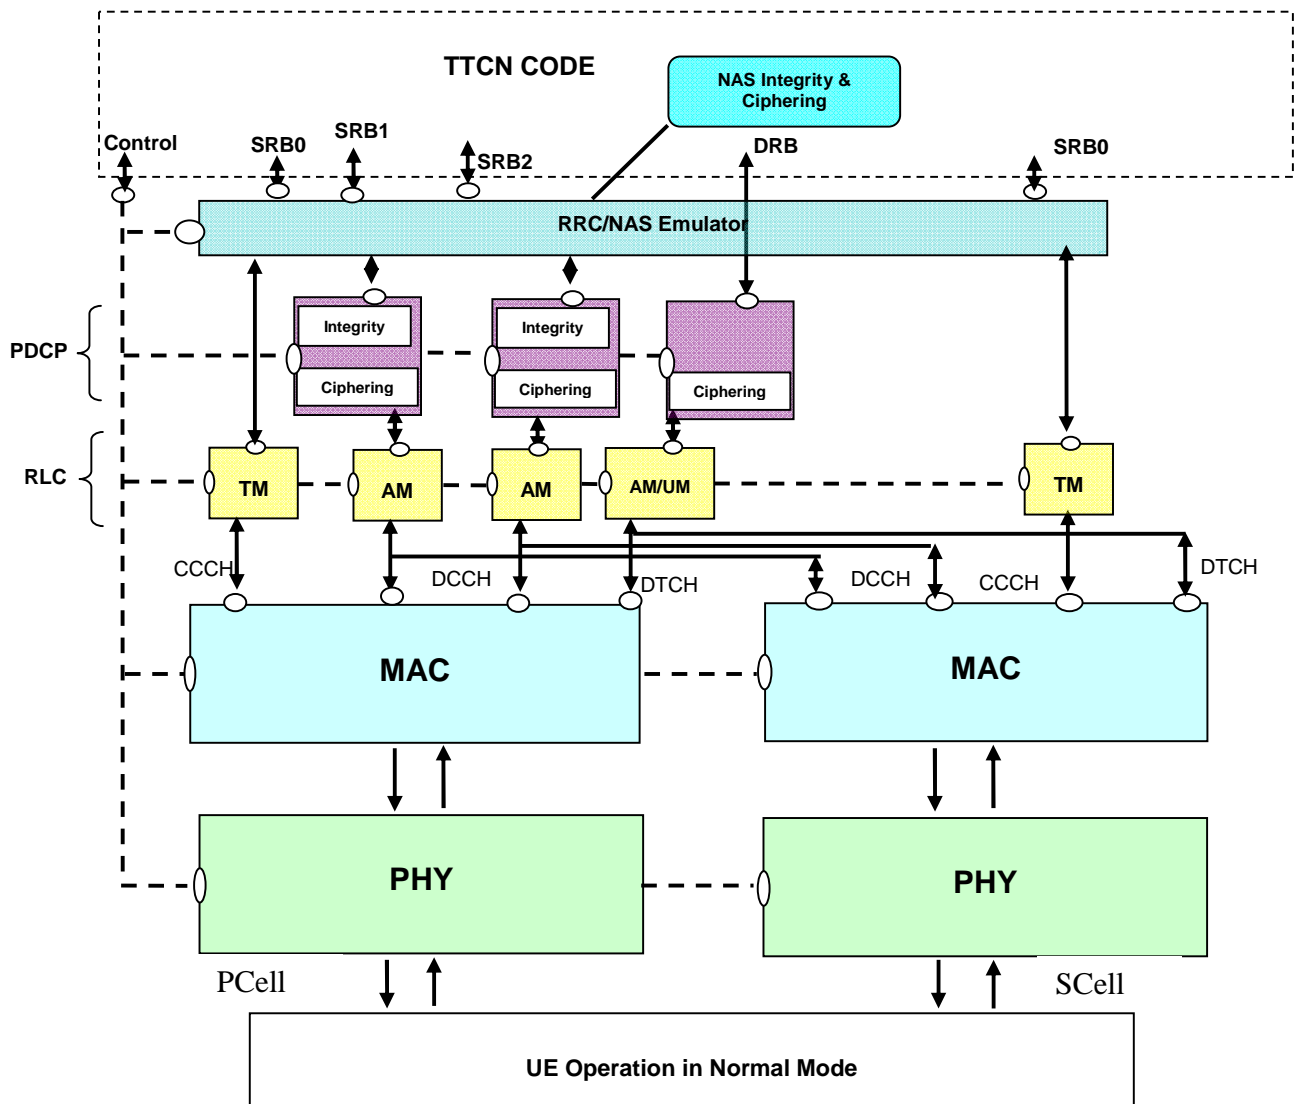 TTCN CODE
NAS Integrity &
Ciphering
Control
SRB0
SRB1
SRB2
DRB
SRB0
RRC/NAS Emulator
PDCP
Integrity
Integrity
Ciphering
Ciphering
Ciphering
RLC
TM
AM
AM
AM/UM
TM
CCCH
DCCH
DTCH
DCCH
CCCH
DTCH
MAC
MAC
PHY
PHY
PCell
SCell
UE Operation in Normal Mode